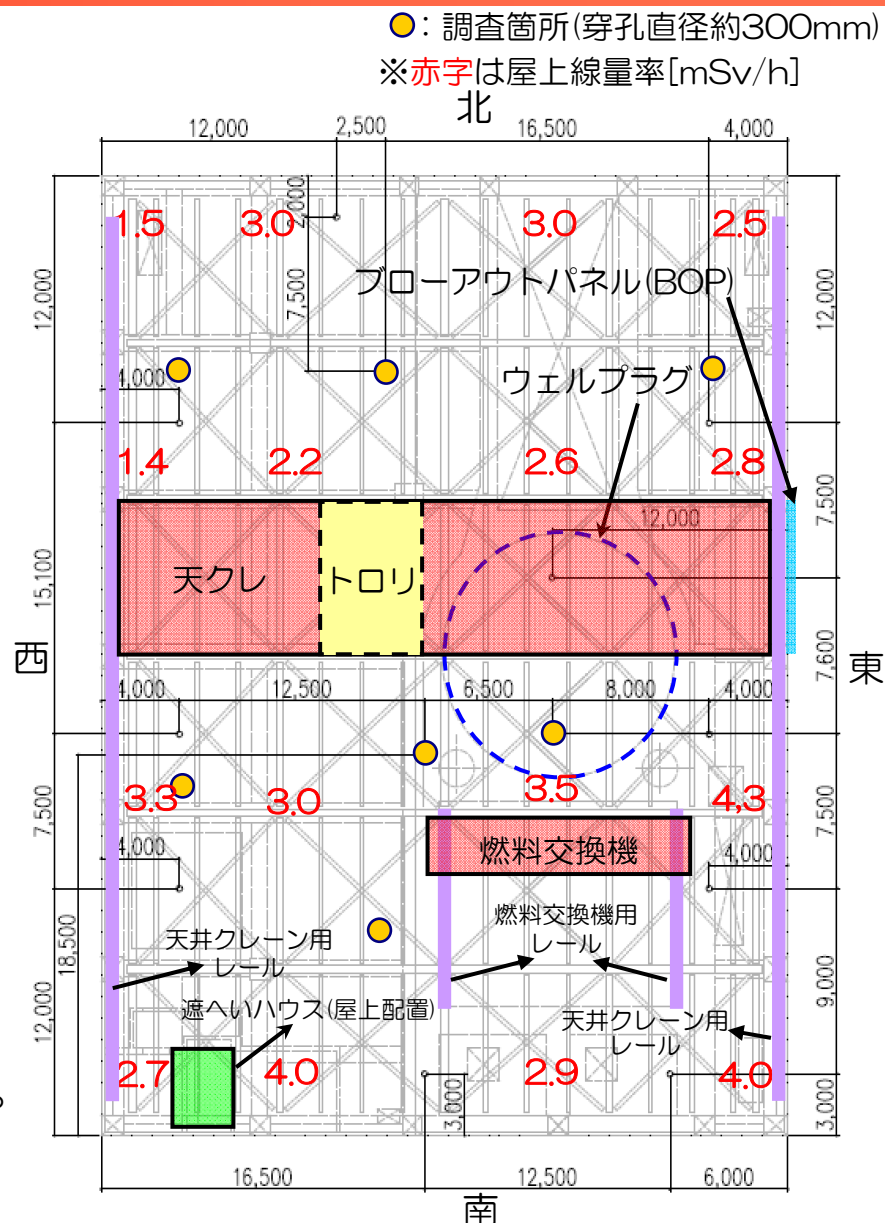 ：調査箇所(穿孔直径約300mm)
※赤字は屋上線量率[mSv/h]
北
12,000
2,500
16,500
4,000
2,000
7,500
12,000
12,000
1.5
3.0
3.0
2.5
ブローアウトパネル(BOP)
ウェルプラグ
4,000
1.4
2.2
2.6
2.8
7,500
12,000
15,100
天クレ
トロリ
西
東
7,600
4,000
12,500
6,500
8,000
4,000
3.3
3.0
3.5
4,3
7,500
7,500
燃料交換機
4,000
4,000
18,500
天井クレーン用
レール
燃料交換機用
レール
遮へいハウス(屋上配置)
天井クレーン用
レール
12,000
9,000
2.7
4.0
2.9
4.0
3,000
3,000
。
16,500
12,500
6,000
南